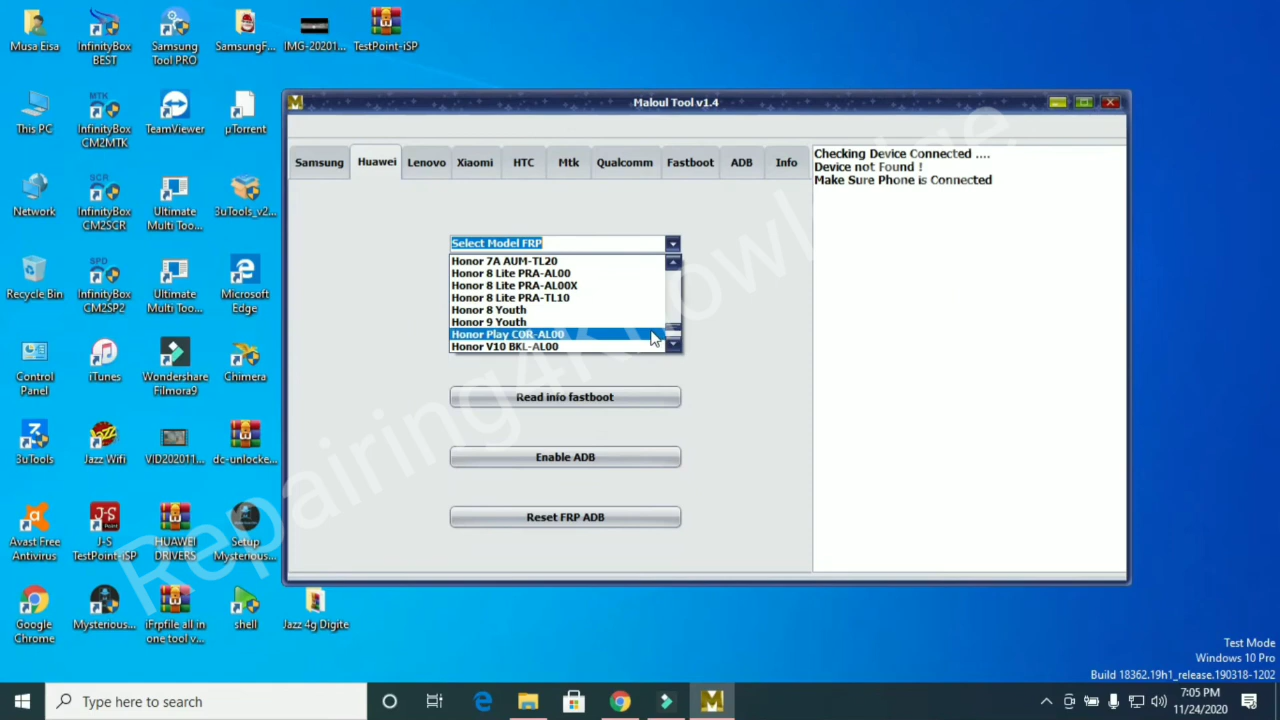 Musa Eisa
InfinityBox
BEST
Samsung
Tool PRO
SamsungF...
IMG-20201...
TestPoint-iSP
This PC
MTK
InfinityBox
CM2MTK
TeamViewer
µTorrent
Network
SCR
InfinityBox
CM2SCR
Ultimate
Multi Too...
3uTools_v2...
Recycle Bin
SPD
InfinityBox
CM2SP2
Ultimate
Multi Too...
Microsoft
Edge
Control
Panel
iTunes
Wondershare
Filmora9
Chimera
3uTools
Jazz Wifi
VID202011...
dc-unlocke...
Avast Free
Antivirus
J-S
Point
J-S
TestPoint-iSP
HUAWEI
DRIVERS
Setup
Mysterious...
Google
Chrome
Mysterious...
iFrpfile all in
one tool v...
shell
Jazz 4g Digite
Maloul Tool v1.4
Samsung
Huawei
Lenovo
Xiaomi
HTC
Mtk
Qualcomm
Fastboot
ADB
Info
Select Model FRP
Honor 7A AUM-TL20
Honor 8 Lite PRA-AL00
Honor 8 Lite PRA-AL00X
Honor 8 Lite PRA-TL10
Honor 8 Youth
Honor 9 Youth
Honor Play COR-AL00
Honor V10 BKL-AL00
Read info fastboot
Enable ADB
Reset FRP ADB
Checking Device Connected ....
Device not Found !
Make Sure Phone is Connected
Repairing4Knowledge
Test Mode
Windows 10 Pro
Build 18362.19h1_release.190318-1202
Type here to search
7:05 PM
11/24/2020